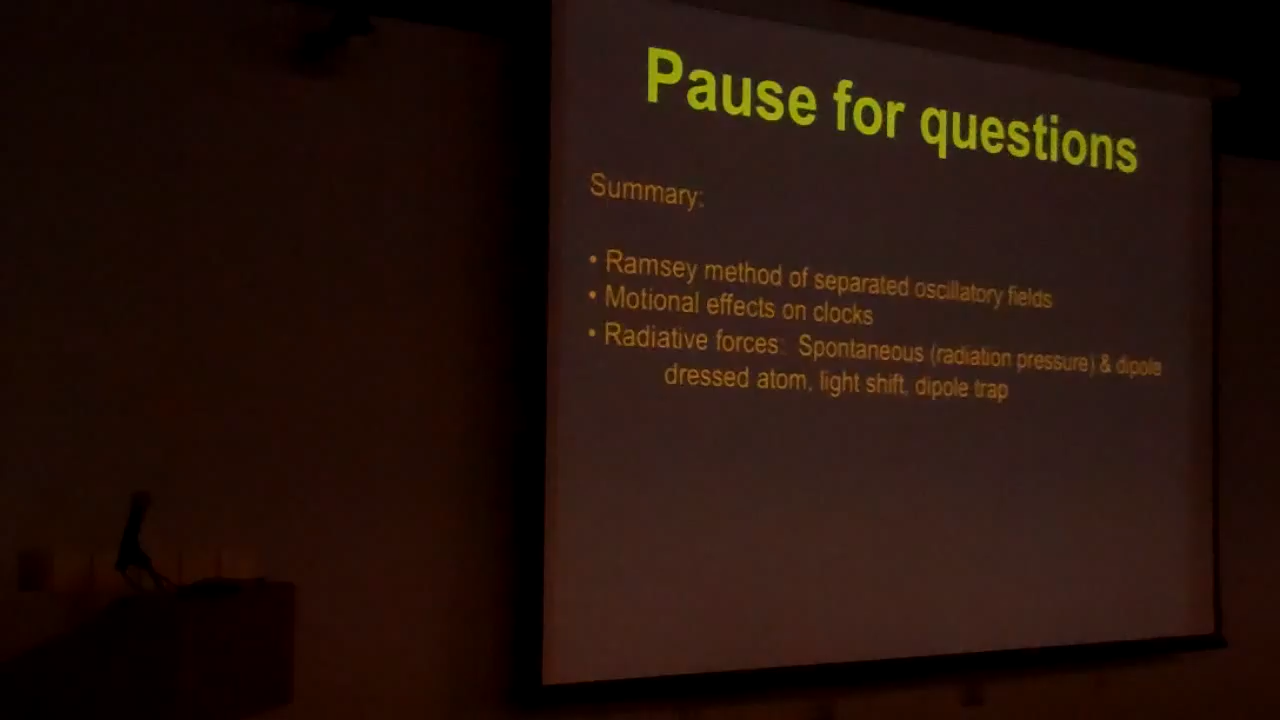 Pause for questions
Summary:
• Ramsey method of separated oscillatory fields
• Motional effects on clocks
• Radiative forces: Spontaneous (radiation pressure) & dipole
dressed atom, light shift, dipole trap